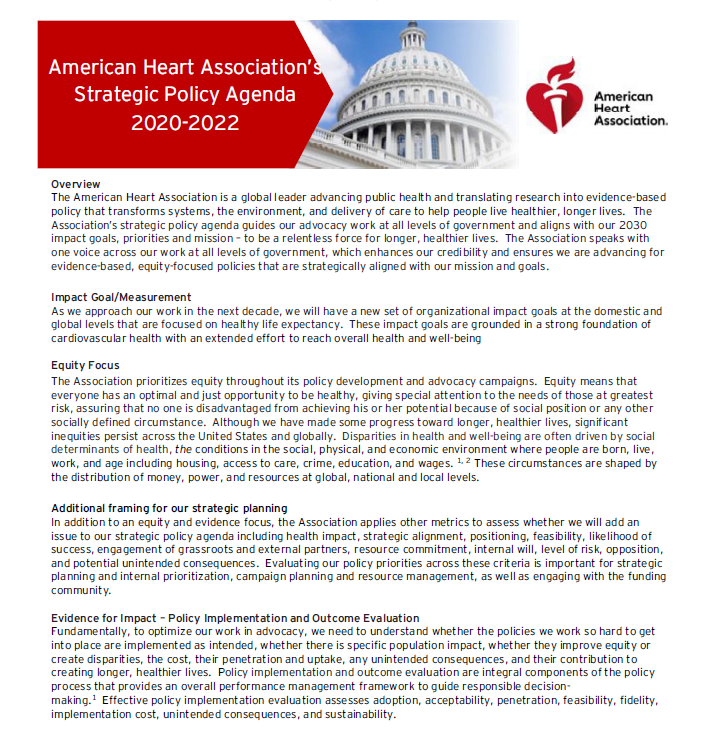 American Heart Association's
Strategic Policy Agenda
2020-2022
American
Heart
Association.
Overview
The American Heart Association is a global leader advancing public health and translating research into evidence-based
policy that transforms systems, the environment, and delivery of care to help people live healthier, longer lives.  The
Association's strategic policy agenda guides our advocacy work at all levels of government and aligns with our 2030
impact goals, priorities and mission – to be a relentless force for longer, healthier lives.  The Association speaks with
one voice across our work at all levels of government, which enhances our credibility and ensures we are advancing for
evidence-based, equity-focused policies that are strategically aligned with our mission and goals.
Impact Goal/Measurement
As we approach our work in the next decade, we will have a new set of organizational impact goals at the domestic and
global levels that are focused on healthy life expectancy.  These impact goals are grounded in a strong foundation of
cardiovascular health with an extended effort to reach overall health and well-being
Equity Focus
The Association prioritizes equity throughout its policy development and advocacy campaigns.  Equity means that
everyone has an optimal and just opportunity to be healthy, giving special attention to the needs of those at greatest
risk, assuring that no one is disadvantaged from achieving his or her potential because of social position or any other
socially defined circumstance.  Although we have made some progress toward longer, healthier lives, significant
inequities persist across the United States and globally.  Disparities in health and well-being are often driven by social
determinants of health, the conditions in the social, physical, and economic environment where people are born, live,
work, and age including housing, access to care, crime, education, and wages. 1, 2 These circumstances are shaped by
the distribution of money, power, and resources at global, national and local levels.
Additional framing for our strategic planning
In addition to an equity and evidence focus, the Association applies other metrics to assess whether we will add an
issue to our strategic policy agenda including health impact, strategic alignment, positioning, feasibility, likelihood of
success, engagement of grassroots and external partners, resource commitment, internal will, level of risk, opposition,
and potential unintended consequences.  Evaluating our policy priorities across these criteria is important for strategic
planning and internal prioritization, campaign planning and resource management, as well as engaging with the funding
community.
Evidence for Impact – Policy Implementation and Outcome Evaluation
Fundamentally, to optimize our work in advocacy, we need to understand whether the policies we work so hard to get
into place are implemented as intended, whether there is specific population impact, whether they improve equity or
create disparities, the cost, their penetration and uptake, any unintended consequences, and their contribution to
creating longer, healthier lives.  Policy implementation and outcome evaluation are integral components of the policy
process that provides an overall performance management framework to guide responsible decision-
making.1  Effective policy implementation evaluation assesses adoption, acceptability, penetration, feasibility, fidelity,
implementation cost, unintended consequences, and sustainability.